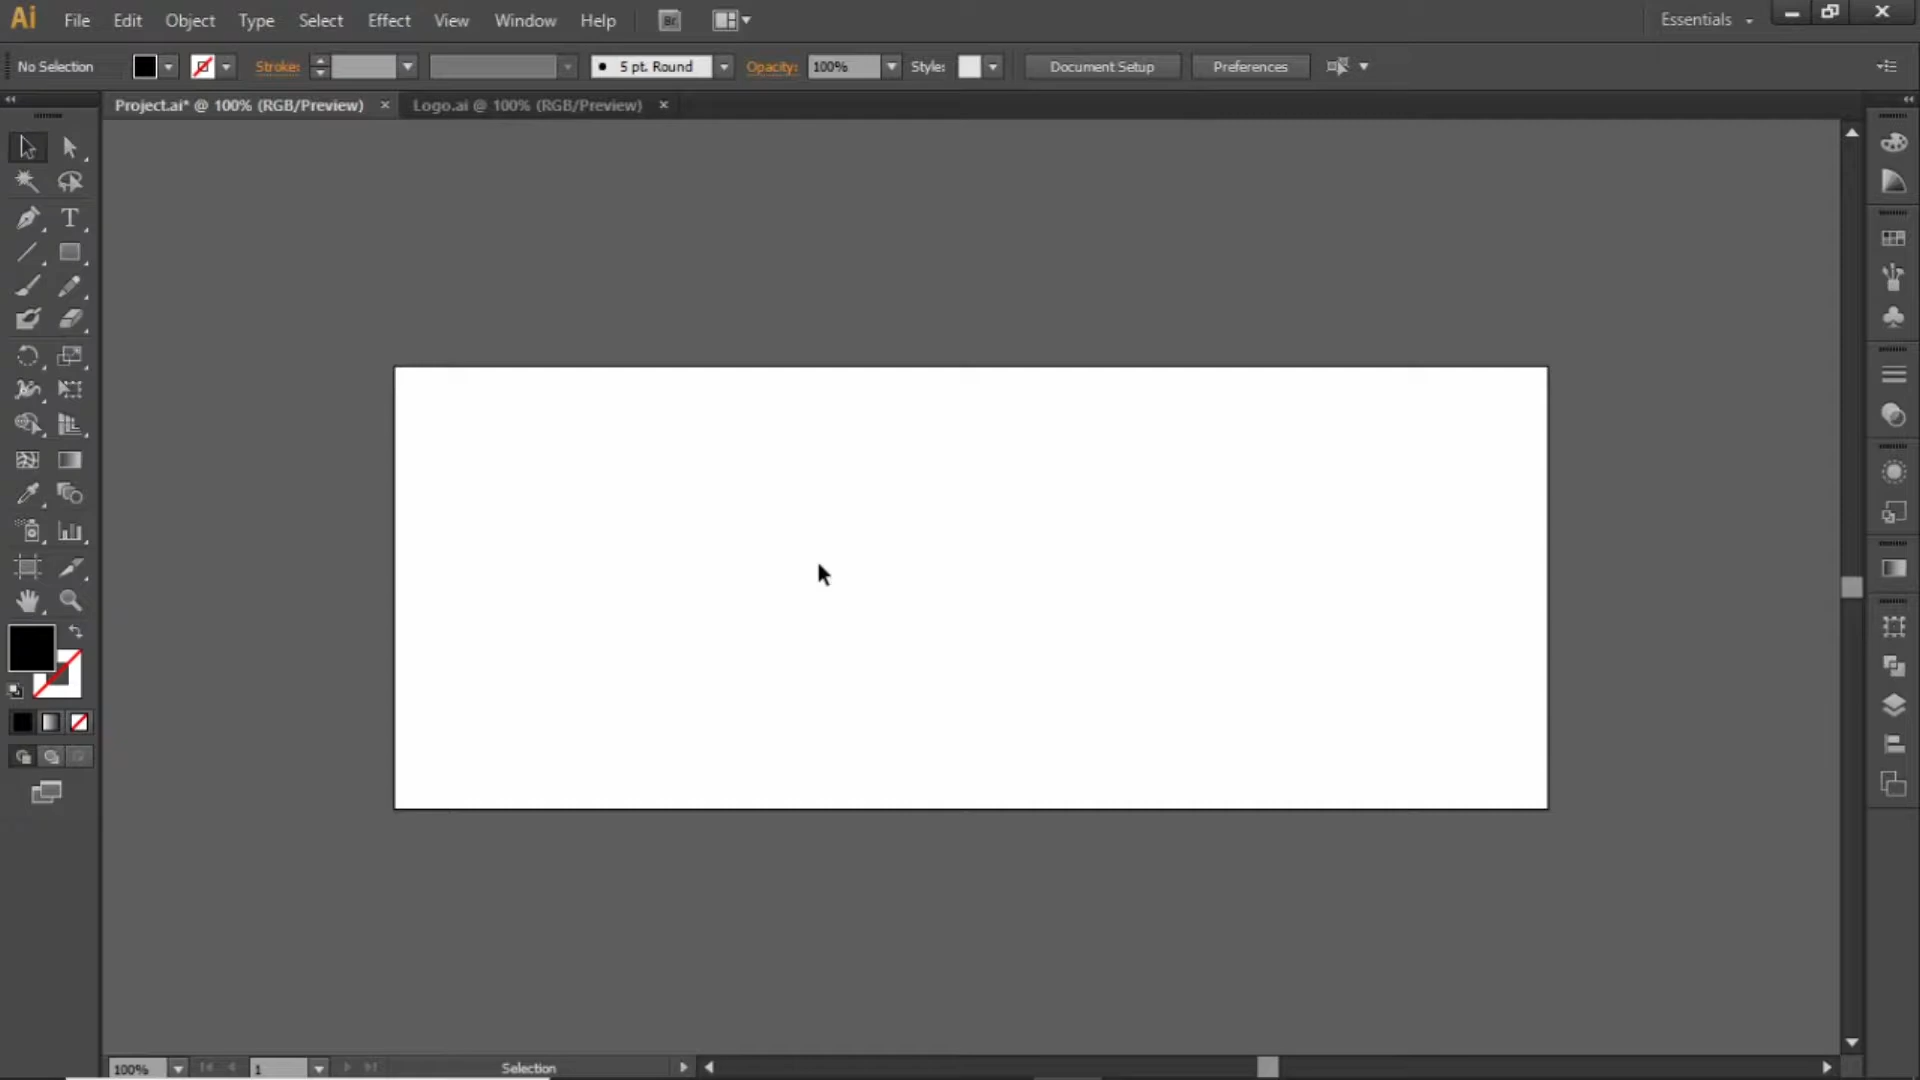 Ai File Edit Object Type Select Effect View Window Help Br Essentials
No Selection Stroke: 5 pt. Round Opacity: 100% Style: Document Setup Preferences
Project.ai* @ 100% (RGB/Preview) Logo.ai @ 100% (RGB/Preview)
T
100% 1 Selection